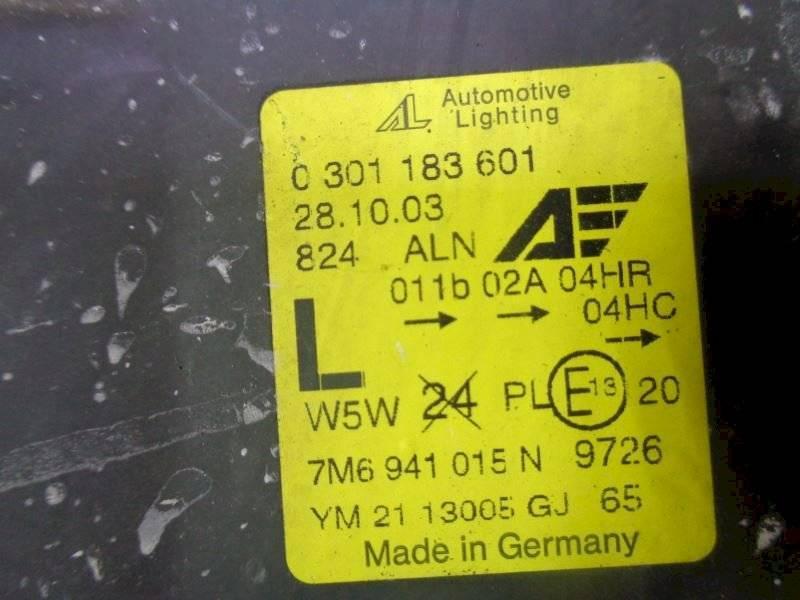 AL Automotive
Lighting
0 301 183 601
28.10.03
824 ALN
011b 02A 04HR
04HC
L
W5W 24 PL E13 20
7M6 941 015 N 9726
YM 21 13005 GJ 65
Made in Germany